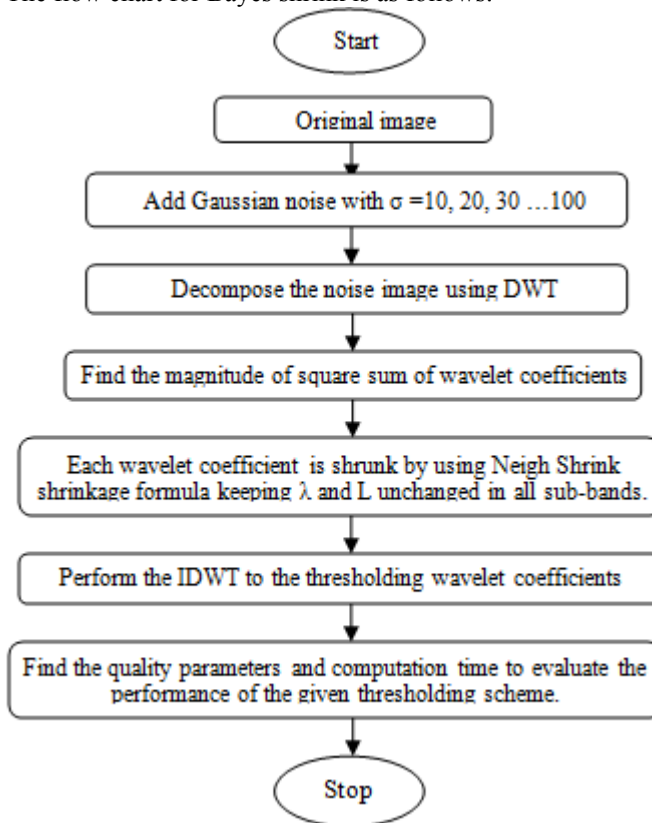 The flow chart for Bayes shrink is as follows:
Start
Original image
Add Gaussian noise with σ =10, 20, 30 …100
Decompose the noise image using DWT
Find the magnitude of square sum of wavelet coefficients
Each wavelet coefficient is shrunk by using Neigh Shrink
shrinkage formula keeping λ and L unchanged in all sub-bands.
Perform the IDWT to the thresholding wavelet coefficients
Find the quality parameters and computation time to evaluate the
performance of the given thresholding scheme.
Stop